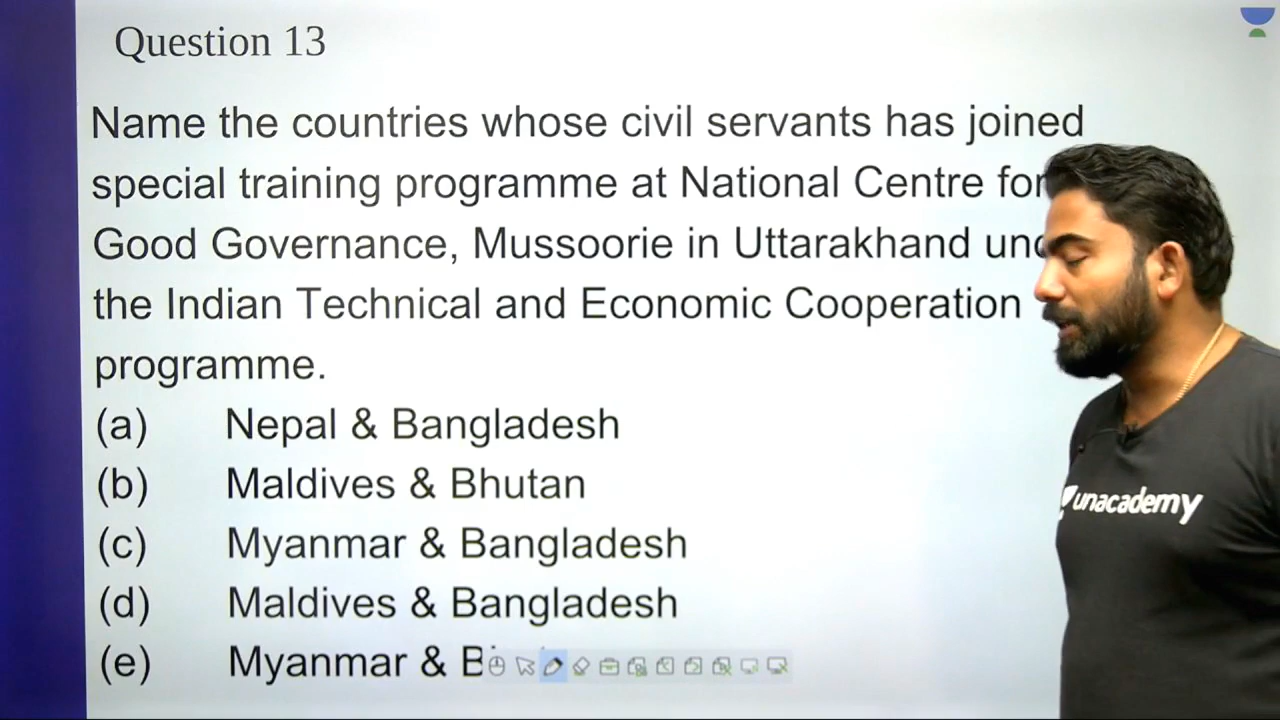 Question 13
Name the countries whose civil servants has joined
special training programme at National Centre for
Good Governance, Mussoorie in Uttarakhand
the Indian Technical and Economic Cooperation
programme.
(a) Nepal & Bangladesh
(b) Maldives & Bhutan
(c) Myanmar & Bangladesh
(d) Maldives & Bangladesh
(e) Myanmar &
unacademy